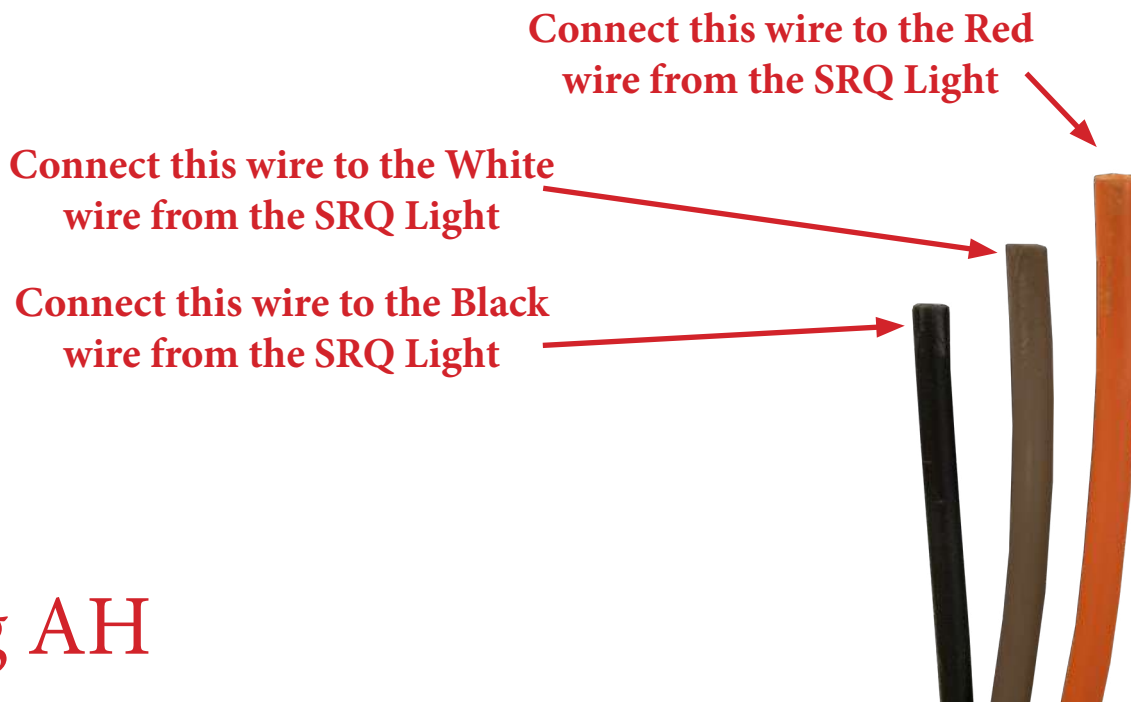 Connect this wire to the Red
wire from the SRQ Light
Connect this wire to the White
wire from the SRQ Light
Connect this wire to the Black
wire from the SRQ Light
g AH